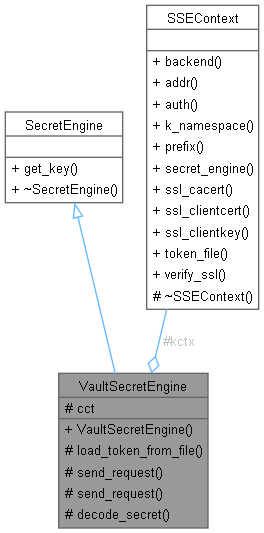 SSEContext
+ backend()
+ addr()
+ auth()
+ k_namespace()
+ prefix()
+ secret_engine()
+ ssl_cacert()
+ ssl_clientcert()
+ ssl_clientkey()
+ token_file()
+ verify_ssl()
# ~SSEContext()
SecretEngine
+ get_key()
+ ~SecretEngine()
#kctx
VaultSecretEngine
# cct
+ VaultSecretEngine()
# load_token_from_file()
# send_request()
# send_request()
# decode_secret()